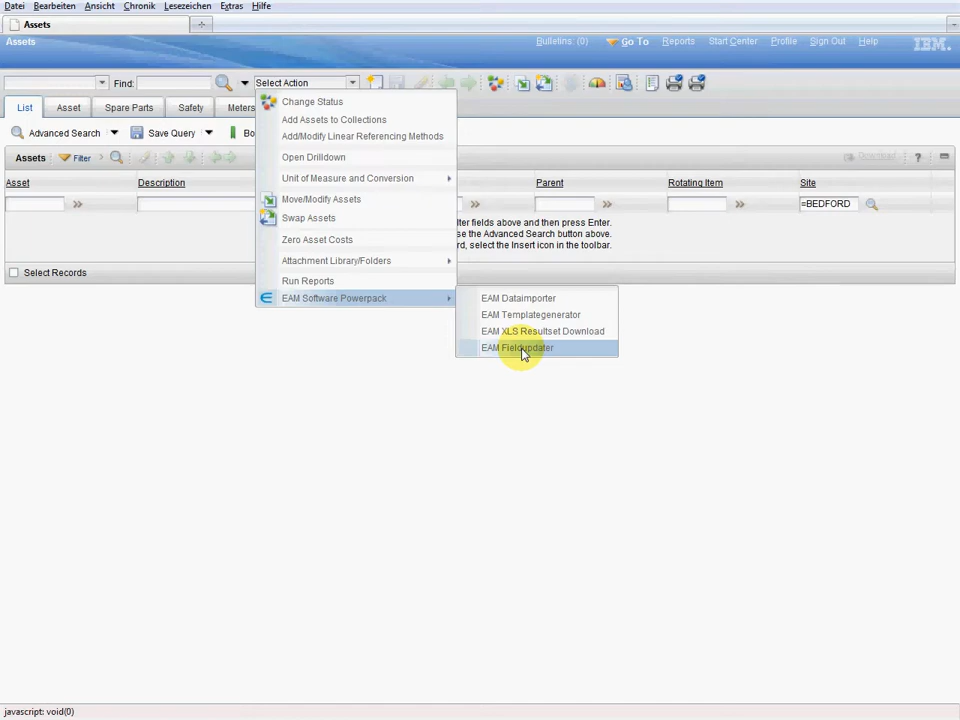 Datei Bearbeiten Ansicht Chronik Lesezeichen Extras Hilfe
Assets
Assets Bulletins: (0) Go To Reports Start Center Profile Sign Out Help IBM.
Find: Select Action
List Asset Spare Parts Safety Meters
Change Status
Add Assets to Collections
Add/Modify Linear Referencing Methods
Open Drilldown
Unit of Measure and Conversion
Move/Modify Assets
Swap Assets
Zero Asset Costs
Attachment Library/Folders
Run Reports
EAM Software Powerpack
EAM Dataimporter
EAM Templategenerator
EAM XLS Resultset Download
EAM Fieldupdater
Advanced Search Save Query Bo
Assets Filter Download ?
Asset Description Parent Rotating Item Site
=BEDFORD
lter fields above and then press Enter.
se the Advanced Search button above.
rd, select the Insert icon in the toolbar.
Select Records
javascript: void(0)